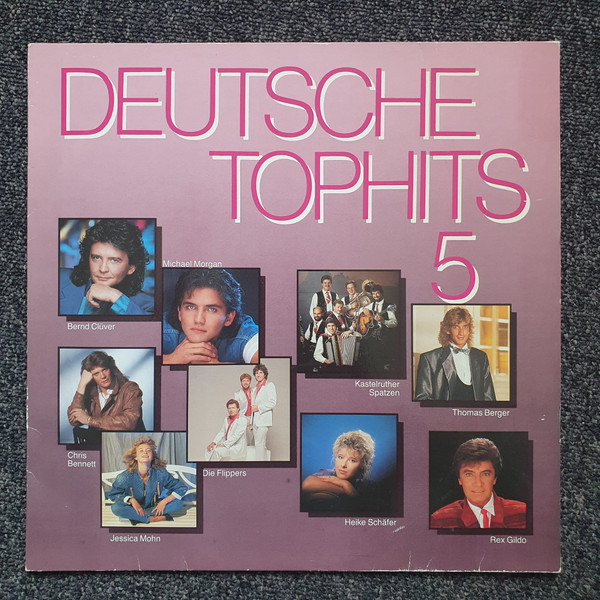 DEUTSCHE
TOPHITS
5
Michael Morgan
Bernd Clüver
Kastelruther
Spatzen
Thomas Berger
Chris
Bennett
Die Flippers
Jessica Mohn
Heike Schäfer
Rex Gildo